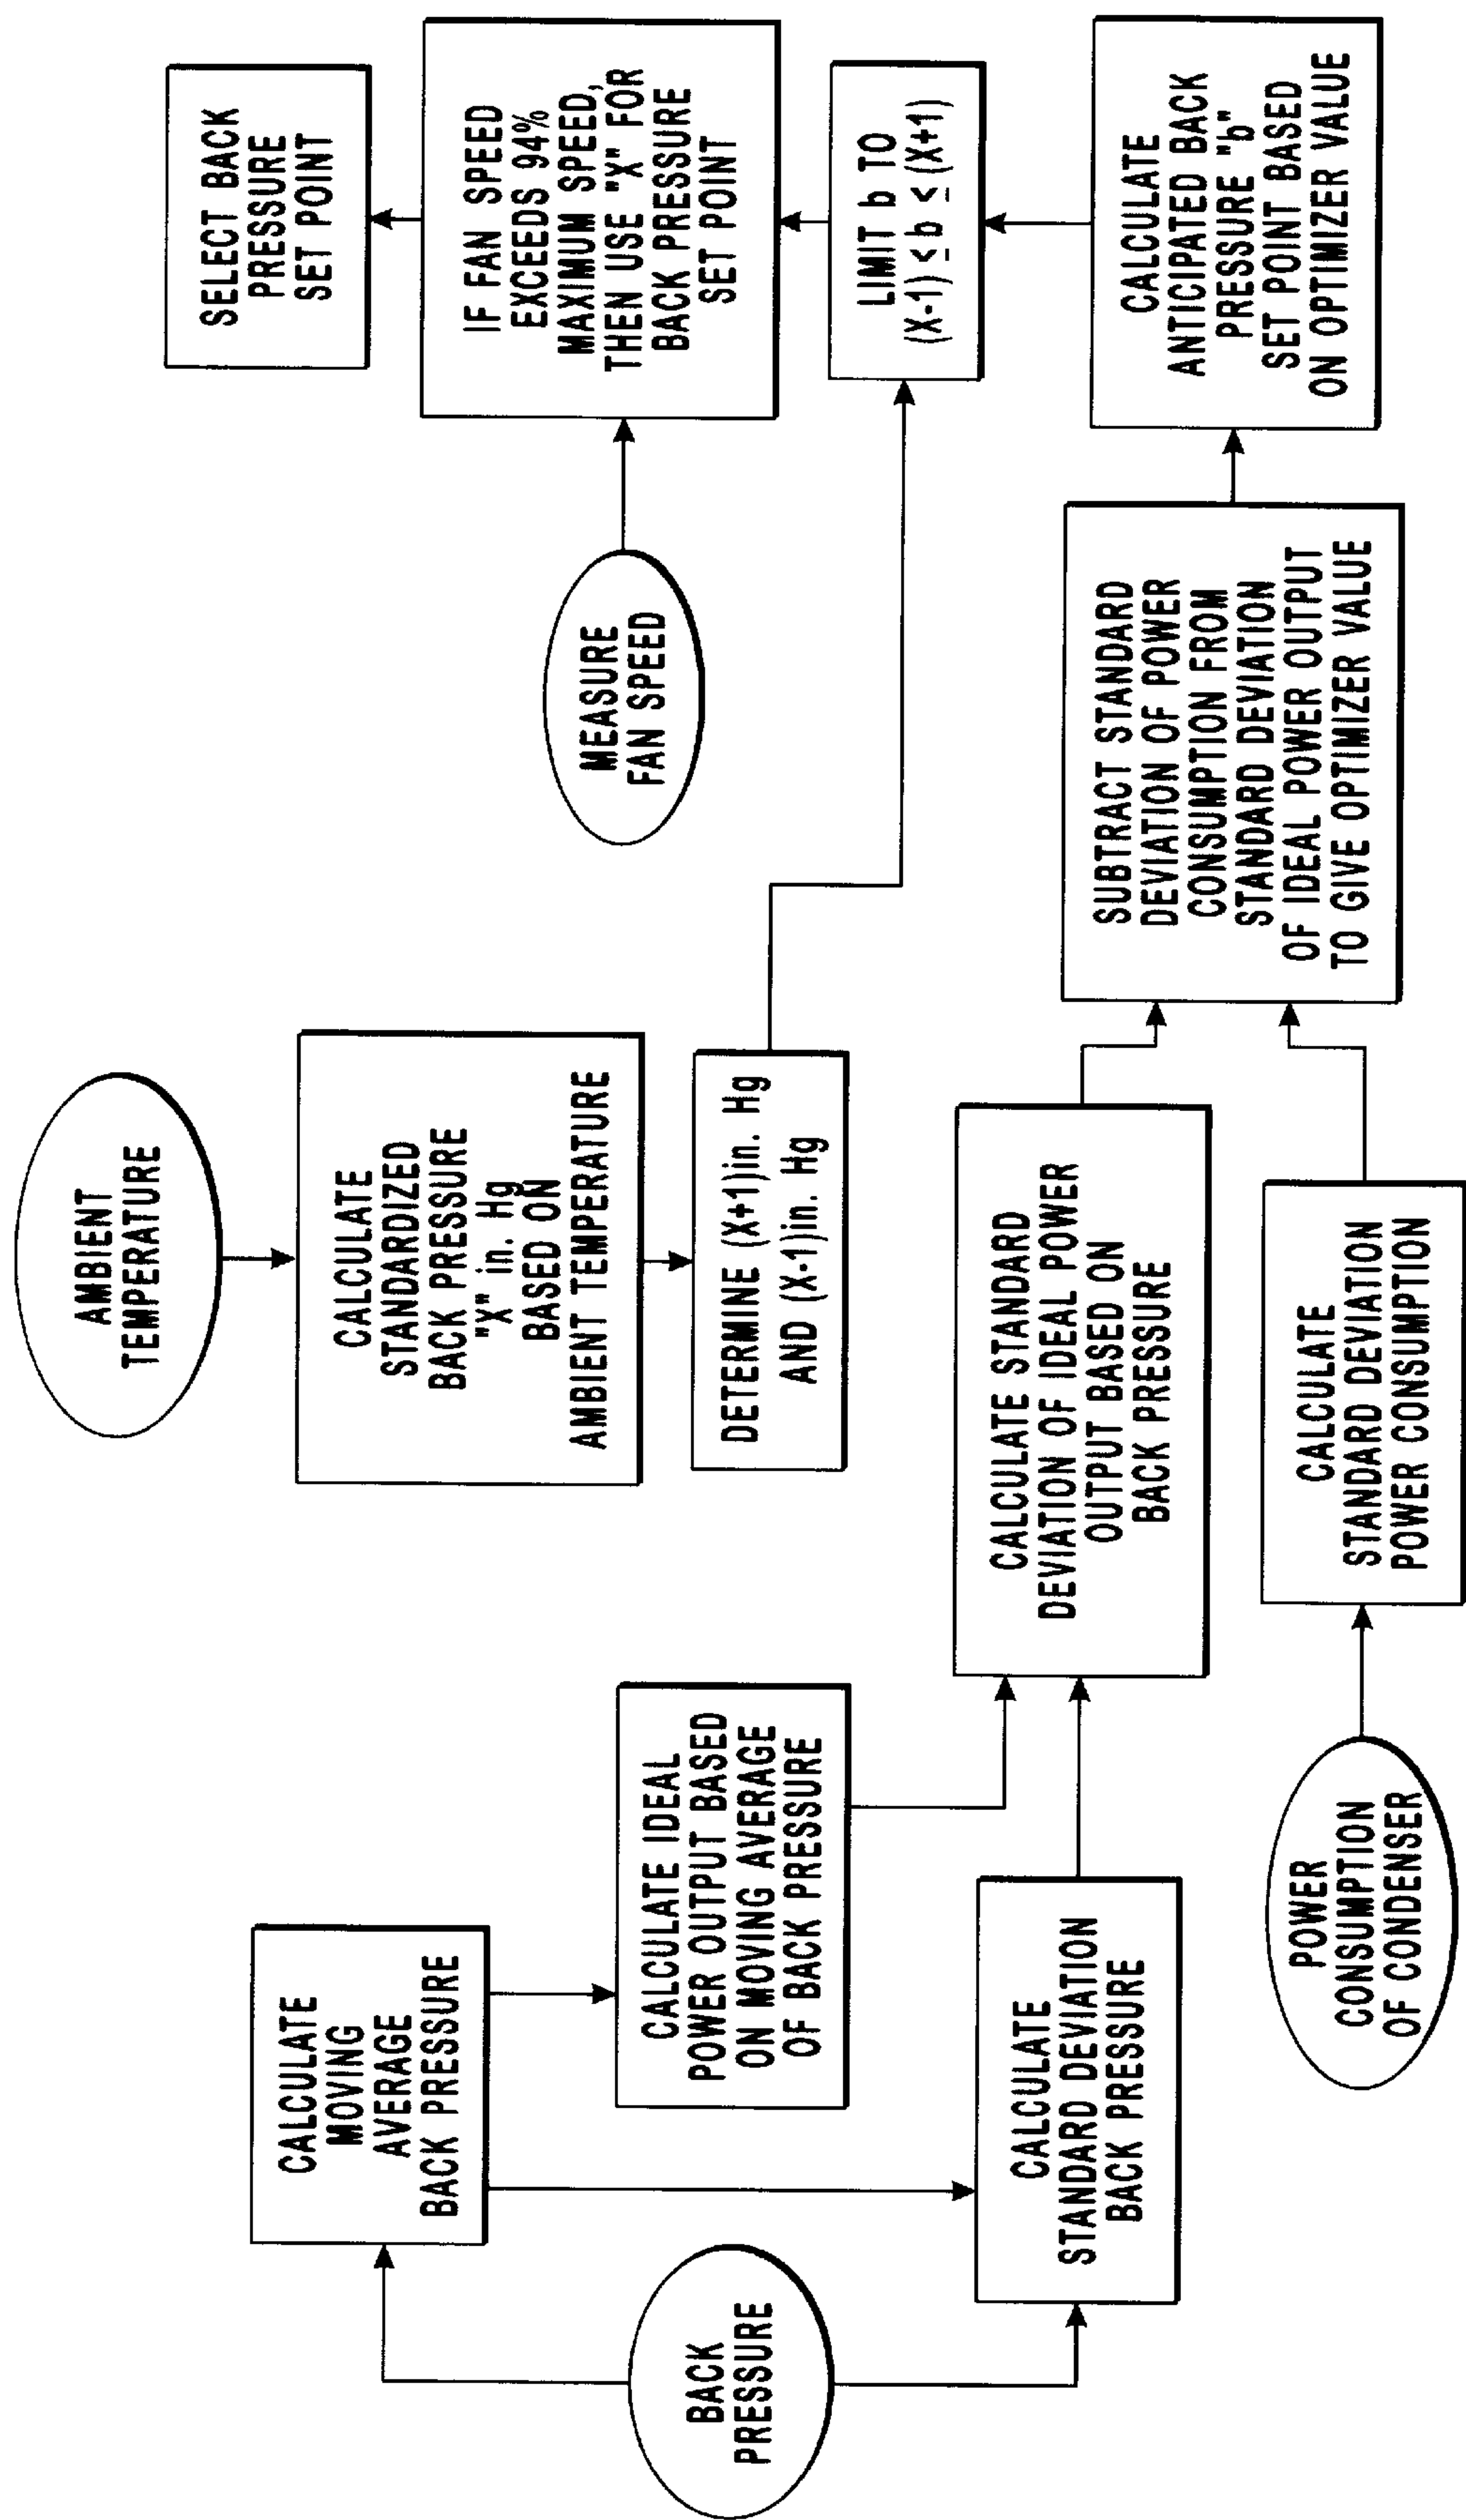 BACK
PRESSURE
CALCULATE
MOVING
AVERAGE
BACK PRESSURE
CALCULATE IDEAL
POWER OUTPUT BASED
ON MOVING AVERAGE
OF BACK PRESSURE
CALCULATE
STANDARD DEVIATION
BACK PRESSURE
POWER
CONSUMPTION
OF CONDENSER
AMBIENT
TEMPERATURE
CALCULATE
STANDARDIZED
BACK PRESSURE
"X" in. Hg
BASED ON
AMBIENT TEMPERATURE
DETERMINE (X+1)in. Hg
AND (X-1)in. Hg
CALCULATE STANDARD
DEVIATION OF IDEAL POWER
OUTPUT BASED ON
BACK PRESSURE
CALCULATE
STANDARD DEVIATION
POWER CONSUMPTION
MEASURE
FAN SPEED
SUBTRACT STANDARD
DEVIATION OF POWER
CONSUMPTION FROM
STANDARD DEVIATION
OF IDEAL POWER OUTPUT
TO GIVE OPTIMIZER VALUE
SELECT BACK
PRESSURE
SET POINT
IF FAN SPEED
EXCEEDS 94%
MAXIMUM SPEED,
THEN USE "X" FOR
BACK PRESSURE
SET POINT
LIMIT b TO
(X-1) ≤ b ≤ (X+1)
CALCULATE
ANTICIPATED BACK
PRESSURE "b"
SET POINT BASED
ON OPTIMIZER VALUE